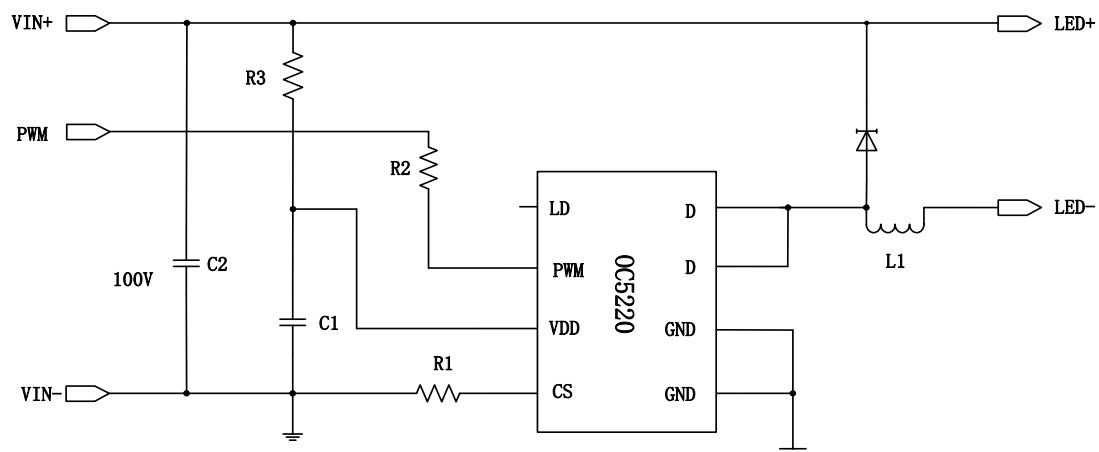 VIN+
LED+
R3
PWM
R2
LD
D
LED-
L1
100V
C2
PWM
D
OC5220
C1
VDD
GND
R1
VIN-
CS
GND